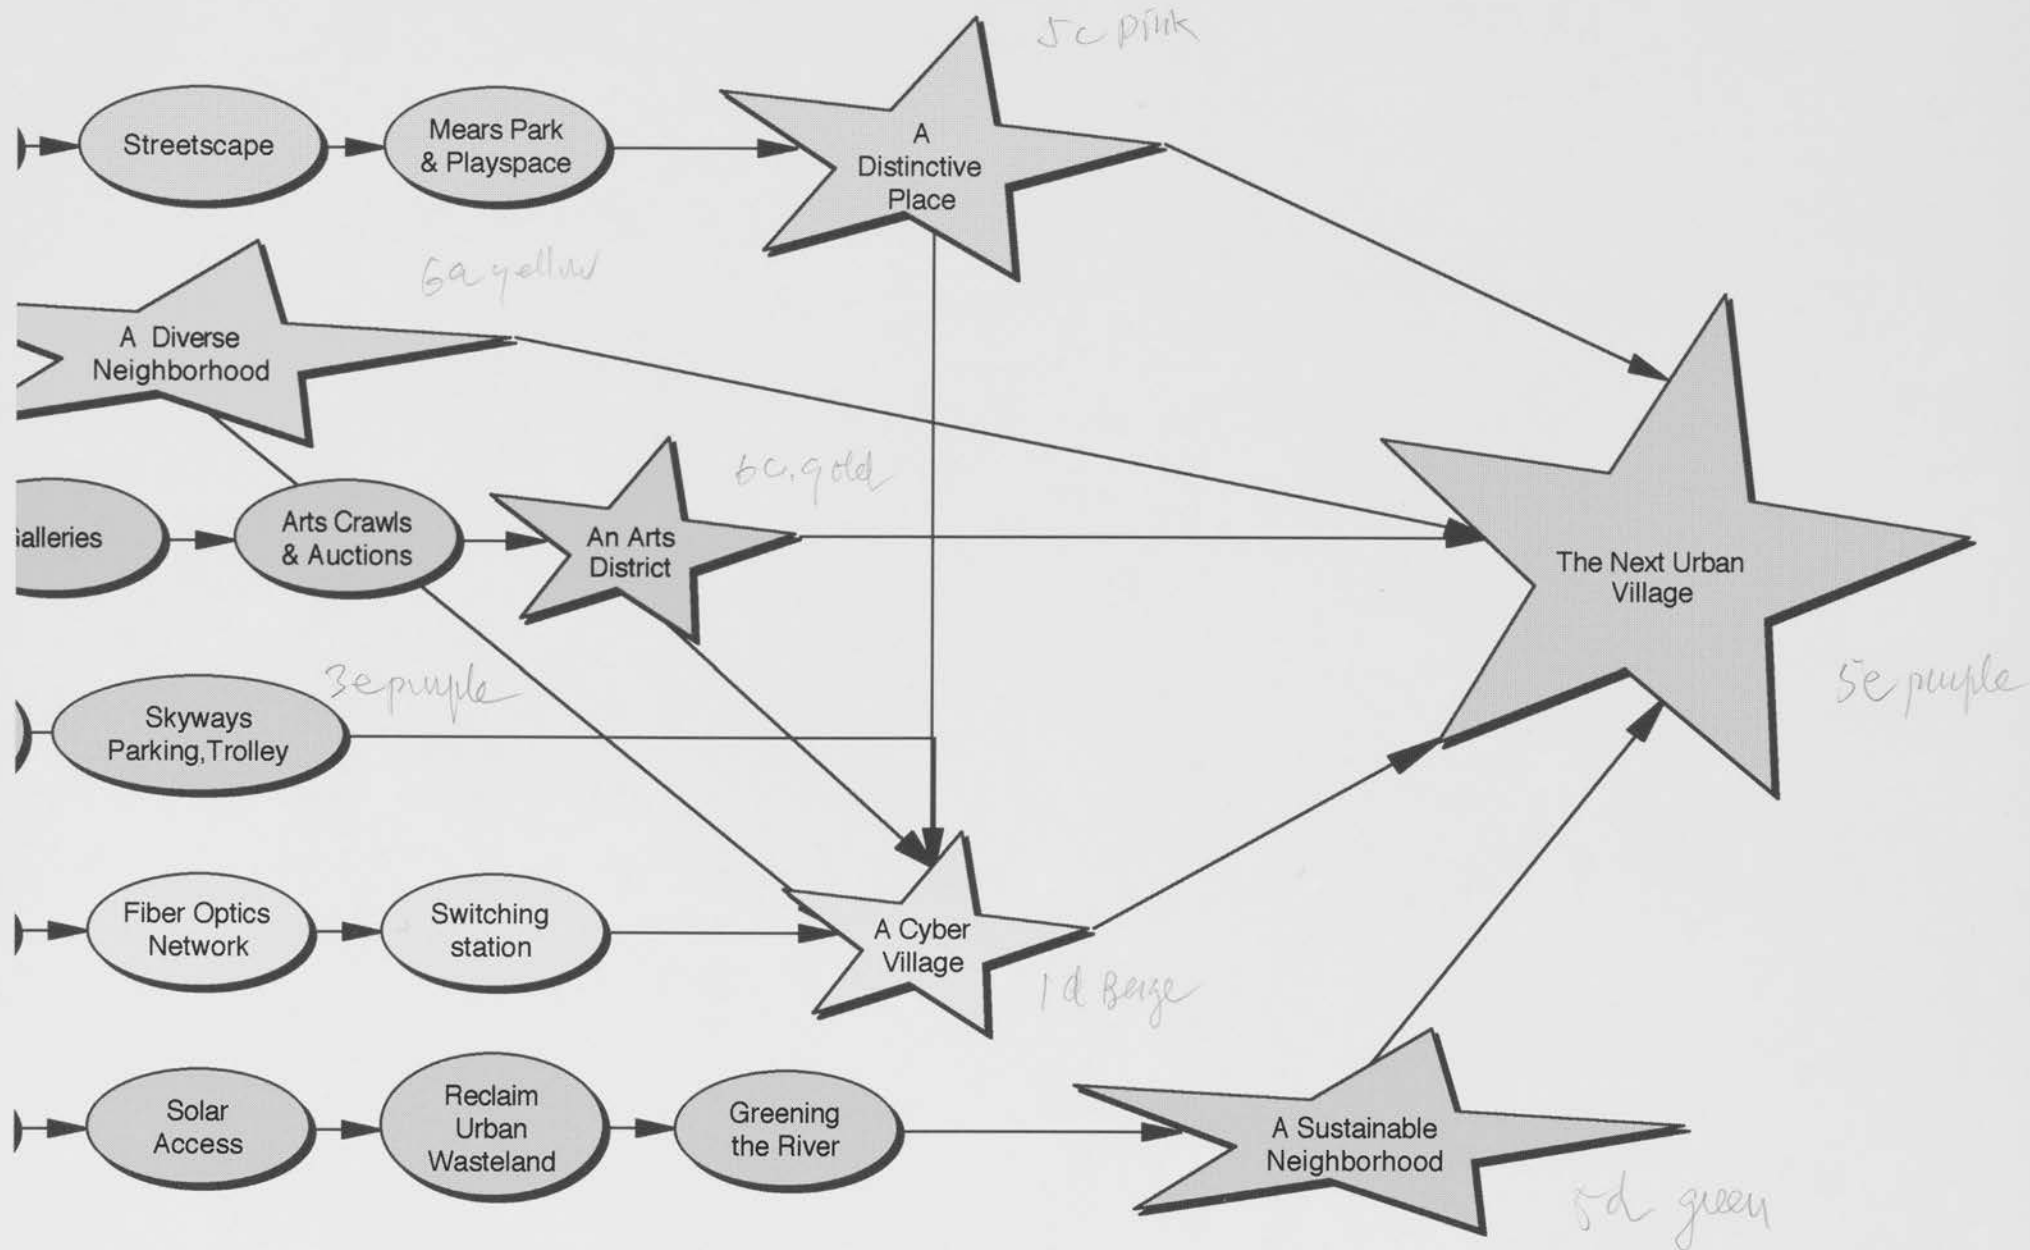 5c pink
Streetscape
Mears Park
& Playspace
A
Distinctive
Place
6a yellow
A Diverse
Neighborhood
6c. gold
alleries
Arts Crawls
& Auctions
An Arts
District
The Next Urban
Village
3e purple
5e purple
Skyways
Parking,Trolley
Fiber Optics
Network
Switching
station
A Cyber
Village
1d Beige
Solar
Access
Reclaim
Urban
Wasteland
Greening
the River
A Sustainable
Neighborhood
5d green